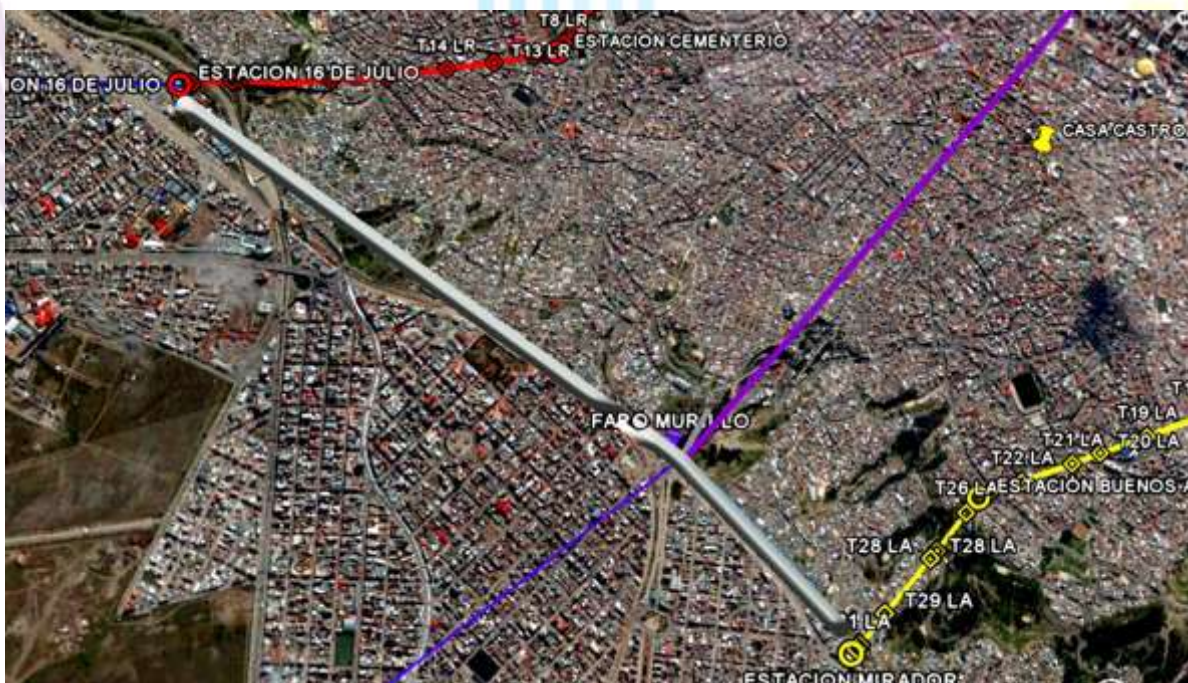 T8 LR
T14 LR
T13 LR
ESTACION CEMENTERIO
ION 16 DE JULIO
ESTACION 16 DE JULIO
CASA CASTRO
FARO MURILLO
T19 LA
T21 LA
T20 LA
T22 LA
T26 LA
ESTACIÓN BUENOS A
T28 LA
T28 LA
T29 LA
1 LA
ESTACION MIRADOR